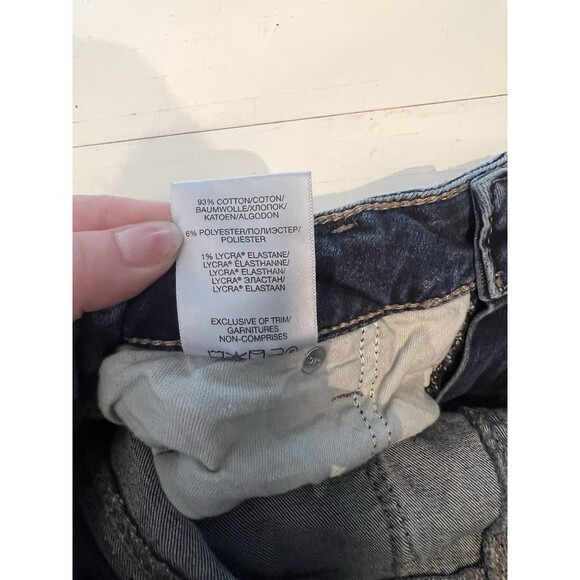 93% COTTON/COTON/
BAUMWOLLE/ХЛОПОК/
KATOEN/ALGODON
6% POLYESTER/ПОЛИЭСТЕР/
POLIESTER
1% LYCRA® ELASTANE/
LYCRA® ÉLASTHANNE/
LYCRA® ELASTHAN/
LYCRA® ЭЛАСТАН/
LYCRA® ELASTAAN
EXCLUSIVE OF TRIM/
GARNITURES
NON-COMPRISES